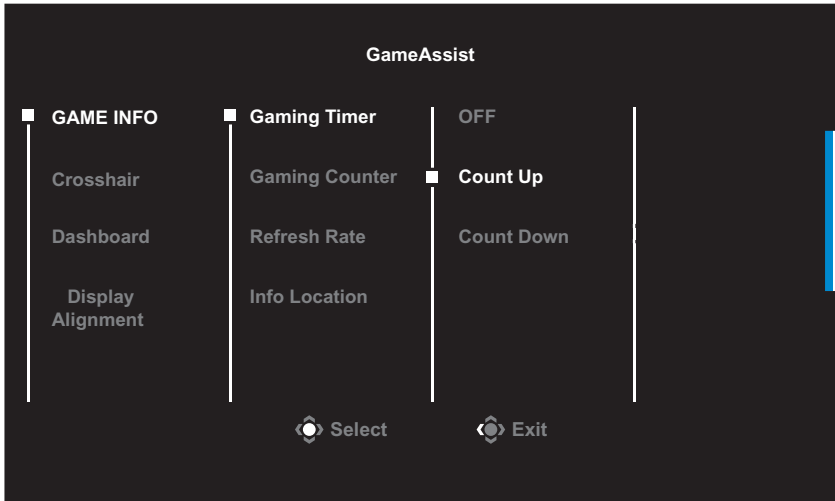 GameAssist
GAME INFO
Crosshair
Dashboard
Display
Alignment
Gaming Timer
Gaming Counter
Refresh Rate
Info Location
OFF
Count Up
Count Down
Select
Exit